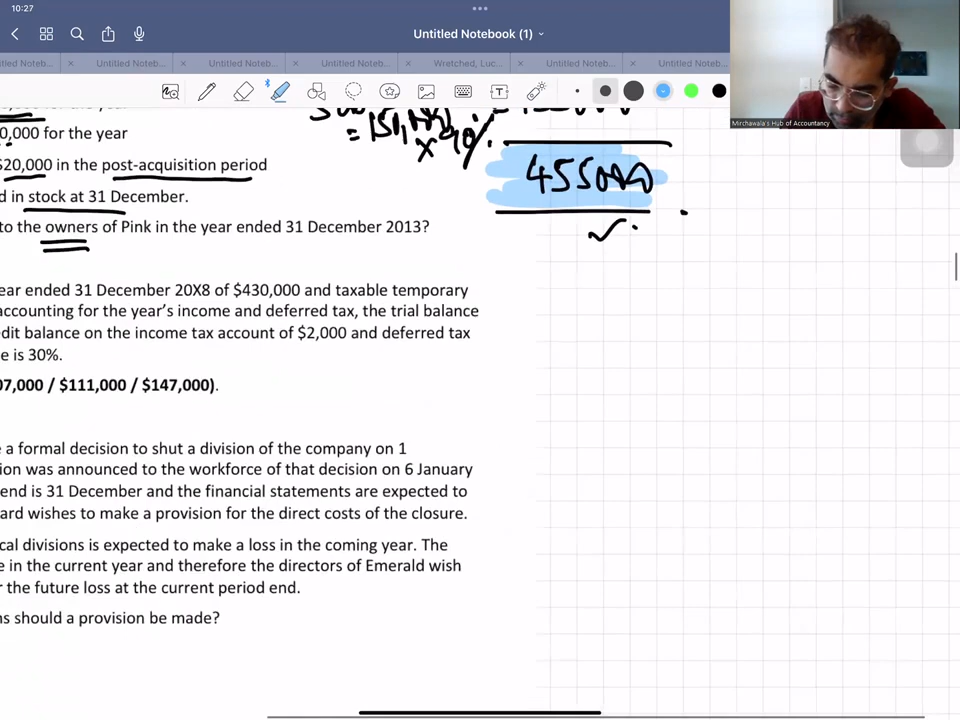 10:27
Untitled Notebook (1)
Untitled Noteb...
Untitled Noteb...
Untitled Noteb...
Wretched, Luc...
Untitled Noteb...
Untitled Noteb...
Mirchawala's Hub of Accountancy
= 150,000
x 90%
455000
0,000 for the year
$20,000 in the post-acquisition period
d in stock at 31 December.
to the owners of Pink in the year ended 31 December 2013?
ear ended 31 December 20X8 of $430,000 and taxable temporary
accounting for the year's income and deferred tax, the trial balance
edit balance on the income tax account of $2,000 and deferred tax
e is 30%.
07,000 / $111,000 / $147,000).
e a formal decision to shut a division of the company on 1
ion was announced to the workforce of that decision on 6 January
end is 31 December and the financial statements are expected to
ard wishes to make a provision for the direct costs of the closure.
ical divisions is expected to make a loss in the coming year. The
e in the current year and therefore the directors of Emerald wish
r the future loss at the current period end.
ns should a provision be made?